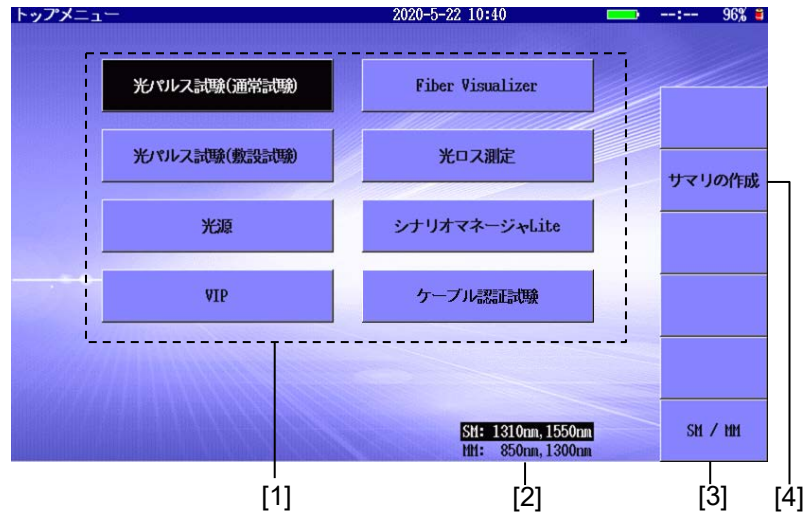 トップメニュー 2020-5-22 10:40 --:-- 96%
光パルス試験(通常試験) Fiber Visualizer
光パルス試験(敷設試験) 光ロス測定
サマリの作成
光源 シナリオマネージャLite
VIP ケーブル認証試験
SM: 1310nm,1550nm
MM: 850nm,1300nm
SM / MM
[1] [2] [3] [4]